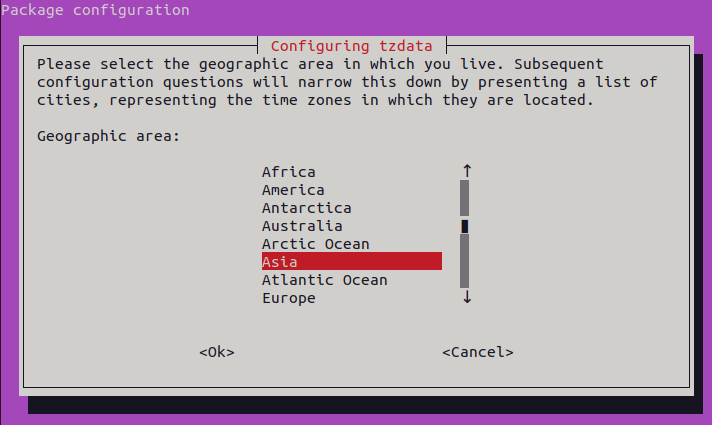 Package configuration
Configuring tzdata
Please select the geographic area in which you live. Subsequent
configuration questions will narrow this down by presenting a list of
cities, representing the time zones in which they are located.
Geographic area:
Africa
America
Antarctica
Australia
Arctic Ocean
Asia
Atlantic Ocean
Europe
<Ok> <Cancel>